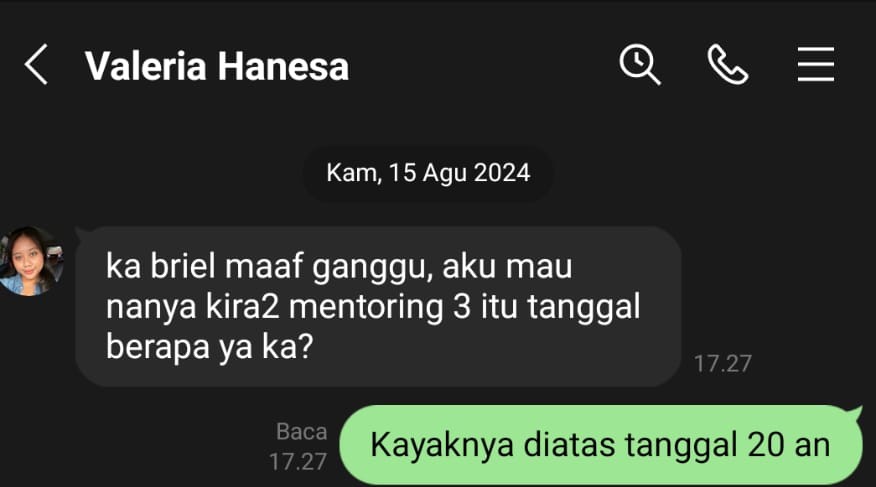 Valeria Hanesa
Kam, 15 Agu 2024
ka briel maaf ganggu, aku mau
nanya kira2 mentoring 3 itu tanggal
berapa ya ka?
17.27
Baca
17.27
Kayaknya diatas tanggal 20 an